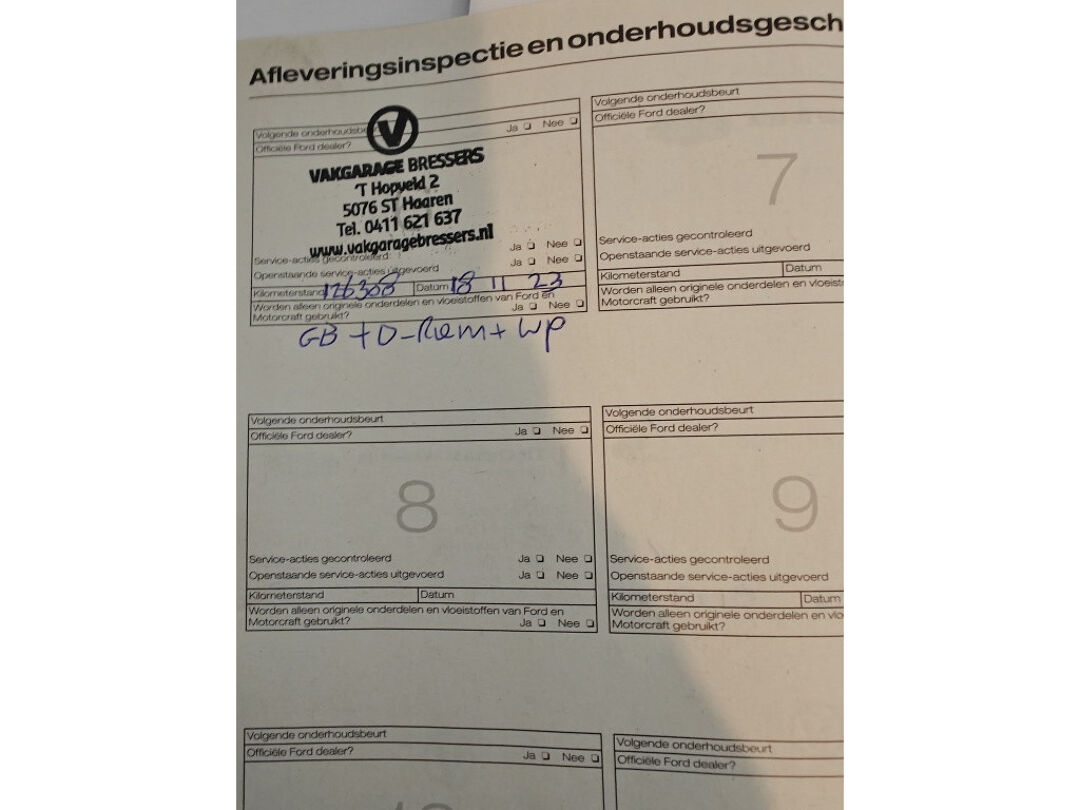 Afleveringsinspectie en onderhoudsgesch
Volgende onderhoudsb
Officiële Ford dealer? Ja Nee
V
VAKGARAGE BRESSERS
'T Hopveld 2
5076 ST Haaren
Tel. 0411 621 637
www.vakgaragebressers.nl
Service-acties gecontroleerd Ja Nee
Openstaande service-acties uitgevoerd Ja Nee
Kilometerstand 126308 Datum 18 11 23
Worden alleen originele onderdelen en vloeistoffen van Ford en
Motorcraft gebruikt? Ja Nee
GB + D-Riem + WP
Volgende onderhoudsbeurt
Officiële Ford dealer?
7
Service-acties gecontroleerd
Openstaande service-acties uitgevoerd
Kilometerstand Datum
Worden alleen originele onderdelen en vloeist
Motorcraft gebruikt?
Volgende onderhoudsbeurt
Officiële Ford dealer? Ja Nee
8
Service-acties gecontroleerd Ja Nee
Openstaande service-acties uitgevoerd Ja Nee
Kilometerstand Datum
Worden alleen originele onderdelen en vloeistoffen van Ford en
Motorcraft gebruikt? Ja Nee
Volgende onderhoudsbeurt
Officiële Ford dealer?
9
Service-acties gecontroleerd
Openstaande service-acties uitgevoerd
Kilometerstand Datum
Worden alleen originele onderdelen en vlo
Motorcraft gebruikt?
Volgende onderhoudsbeurt
Officiële Ford dealer? Ja Nee
Volgende onderhoudsbeurt
Officiële Ford dealer?